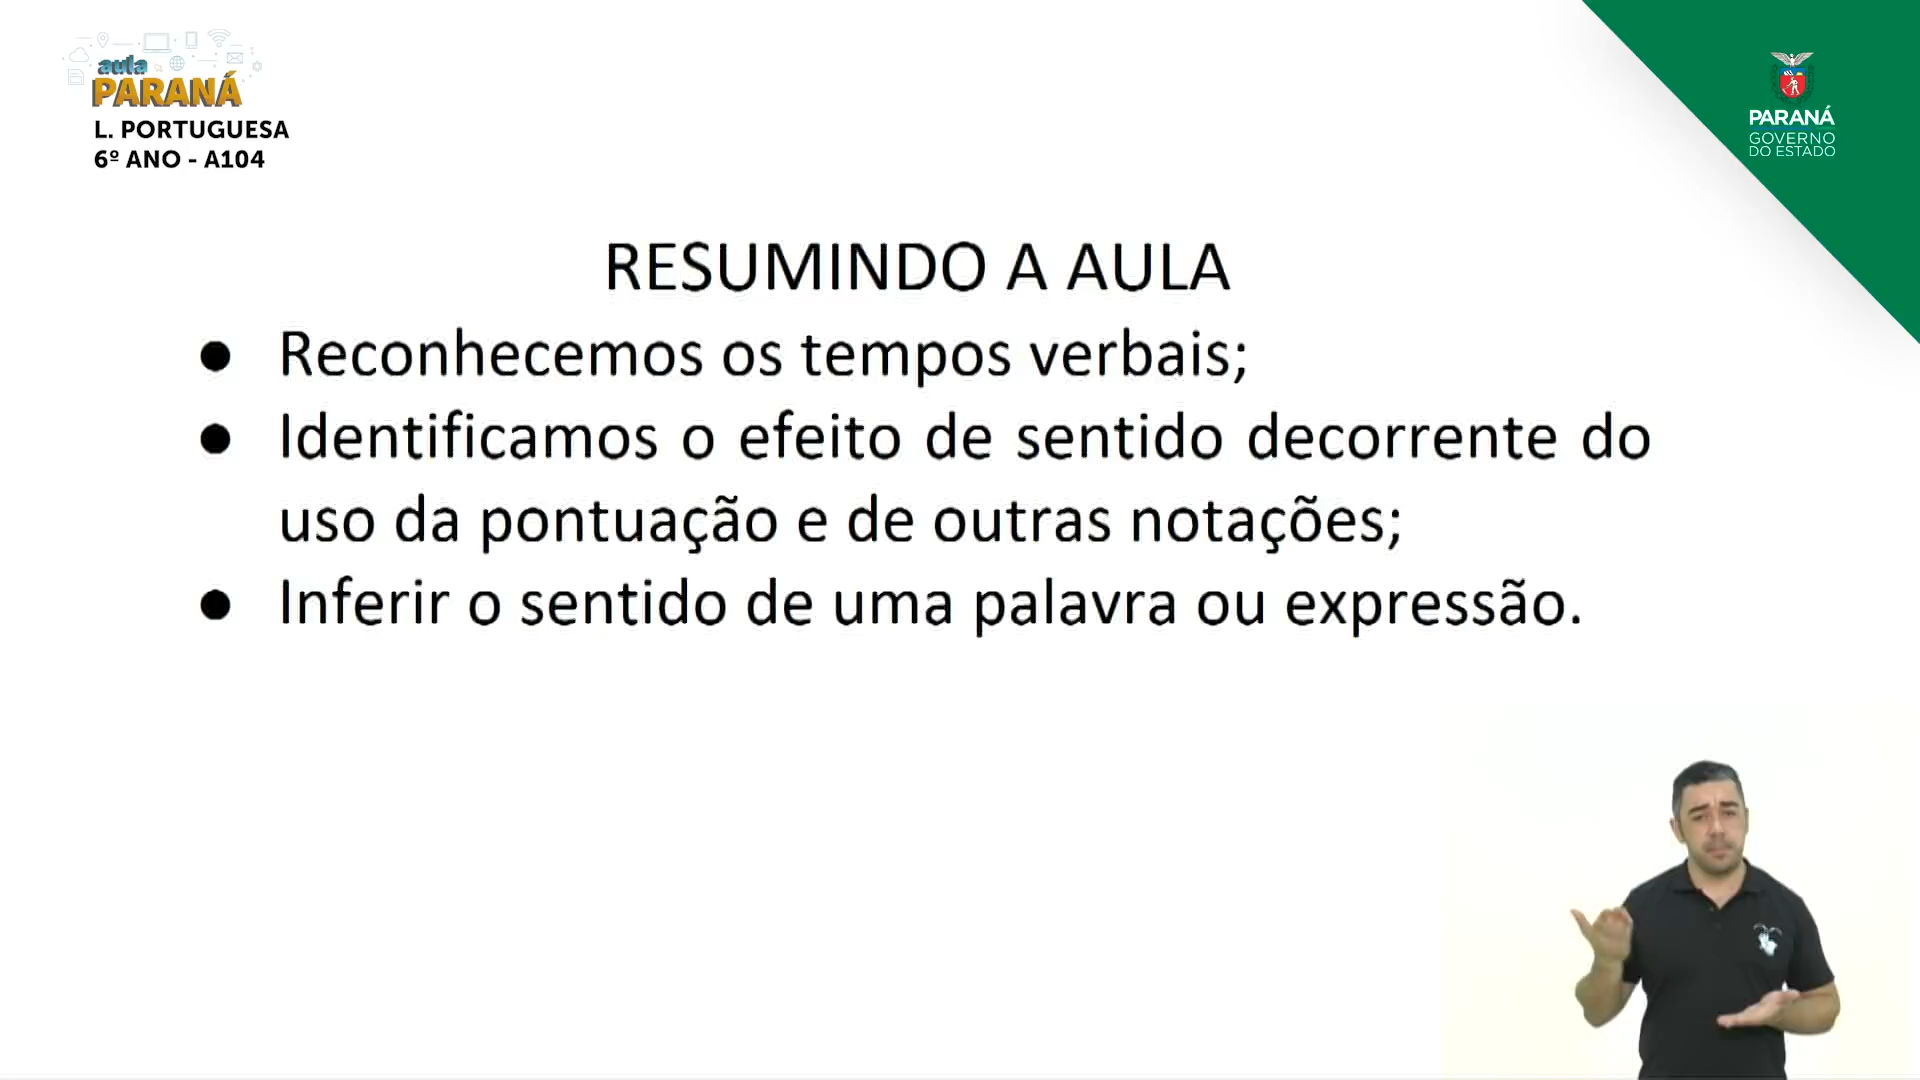 aula
PARANÁ
L. PORTUGUESA
6º ANO - A104
PARANÁ
GOVERNO
DO ESTADO
RESUMINDO A AULA
● Reconhecemos os tempos verbais;
● Identificamos o efeito de sentido decorrente do
uso da pontuação e de outras notações;
● Inferir o sentido de uma palavra ou expressão.